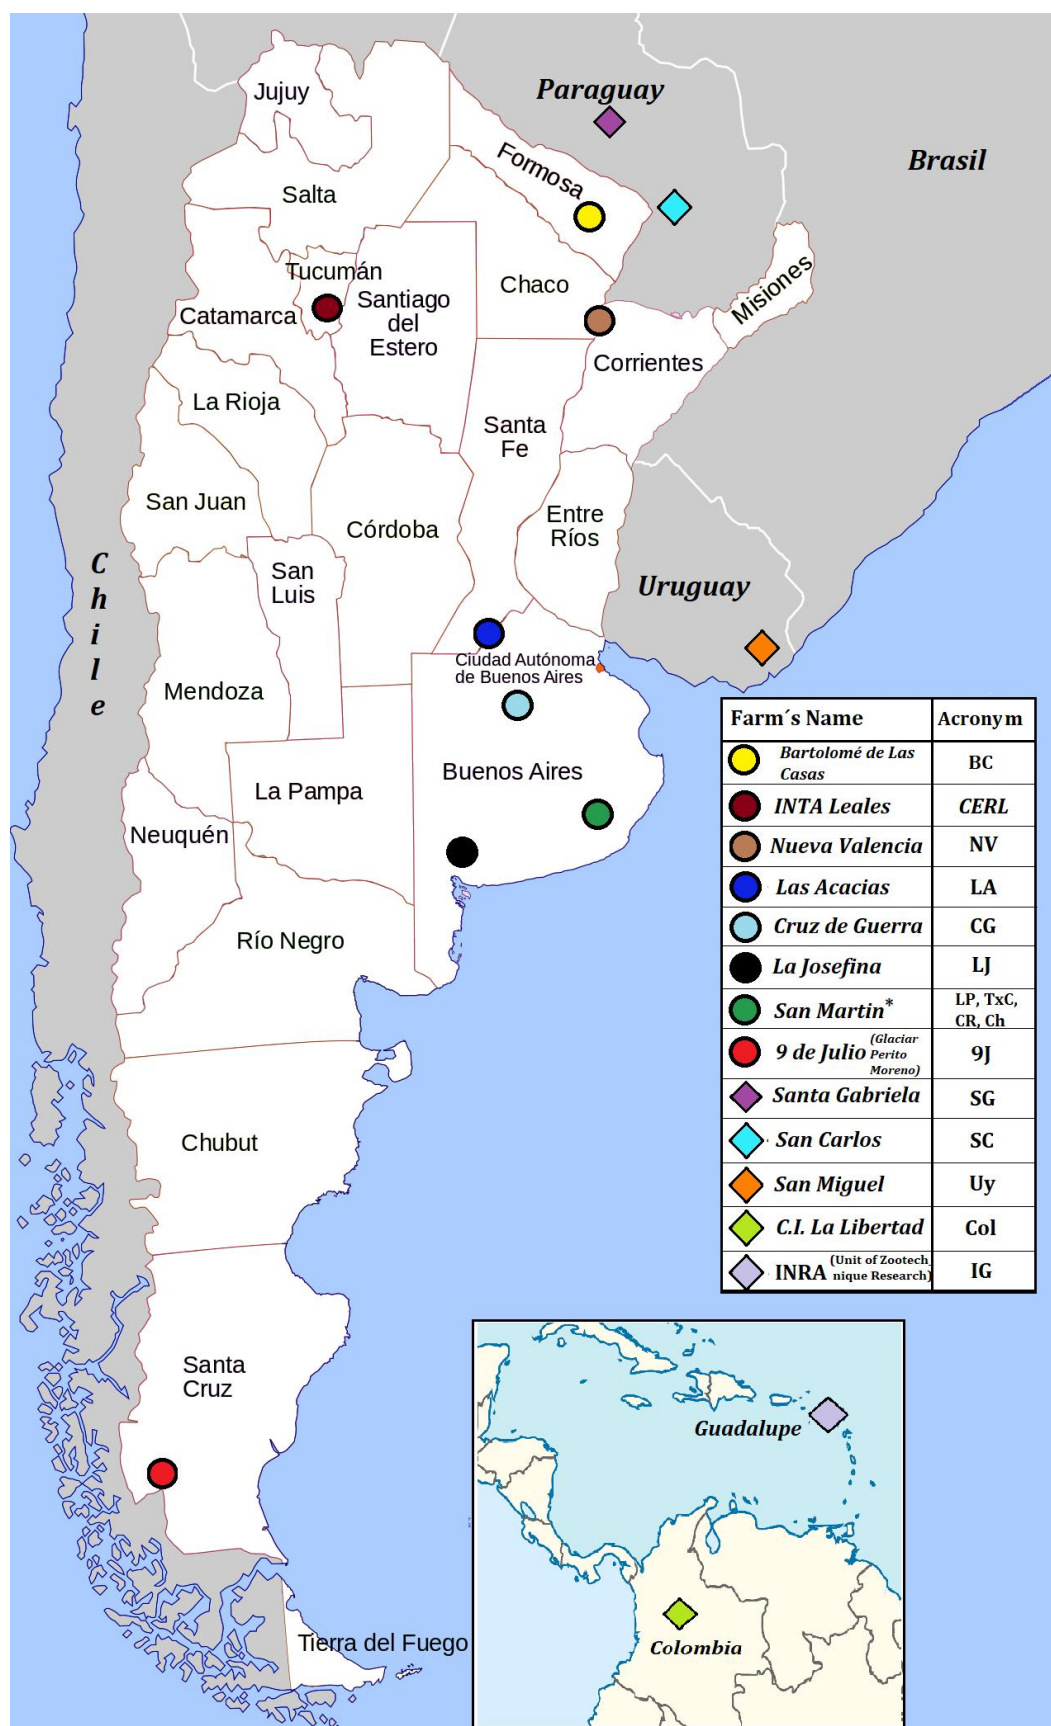 Jujuy
Paraguay
Brasil
Formosa
Salta
Tucumán
Chaco
Misiones
Santiago
del
Estero
Catamarca
Corrientes
La Rioja
Santa
Fe
San Juan
Córdoba
Entre
Ríos
San
Luis
C
h
i
l
e
Uruguay
Ciudad Autónoma
de Buenos Aires
Mendoza
Buenos Aires
La Pampa
Neuquén
Río Negro
Chubut
Santa
Cruz
Tierra del Fuego
Farm´s Name Acronym
Bartolomé de Las
Casas
BC
INTA Leales CERL
Nueva Valencia NV
Las Acacias LA
Cruz de Guerra CG
La Josefina LJ
San Martin* LP, TxC,
CR, Ch
9 de Julio (Glaciar
Perito
Moreno)
9J
Santa Gabriela SG
San Carlos SC
San Miguel Uy
C.I. La Libertad Col
INRA (Unit of Zootech_
nique Research)
IG
Guadalupe
Colombia